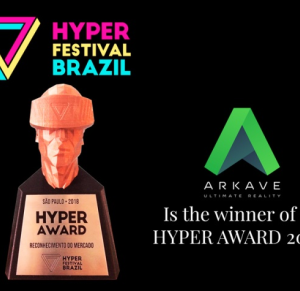 HYPER
FESTIVAL
BRAZIL
SÃO PAULO • 2018
HYPER
AWARD
RECONHECIMENTO DO MERCADO
HYPER
FESTIVAL
BRAZIL
ARKAVE
ULTIMATE REALITY
Is the winner of
HYPER AWARD 20